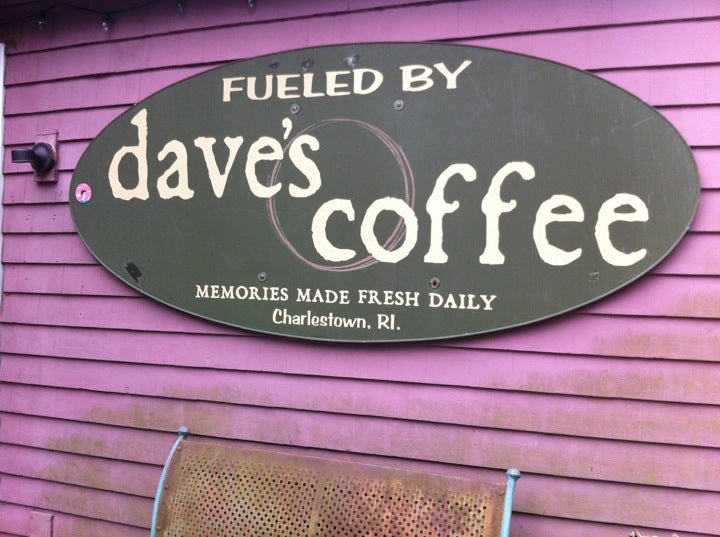 FUELED BY
dave's
coffee
MEMORIES MADE FRESH DAILY
Charlestown, RI.